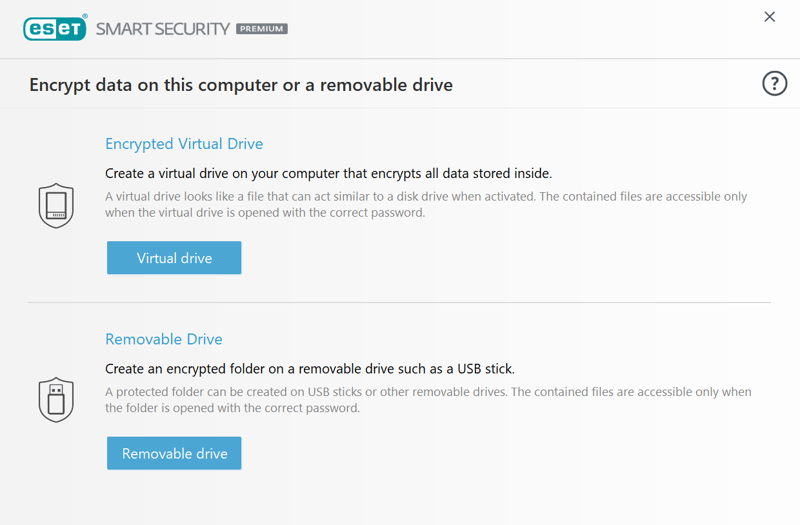 eset® SMART SECURITY PREMIUM
Encrypt data on this computer or a removable drive
?
Encrypted Virtual Drive
Create a virtual drive on your computer that encrypts all data stored inside.
A virtual drive looks like a file that can act similar to a disk drive when activated. The contained files are accessible only
when the virtual drive is opened with the correct password.
Virtual drive
Removable Drive
Create an encrypted folder on a removable drive such as a USB stick.
A protected folder can be created on USB sticks or other removable drives. The contained files are accessible only when
the folder is opened with the correct password.
Removable drive